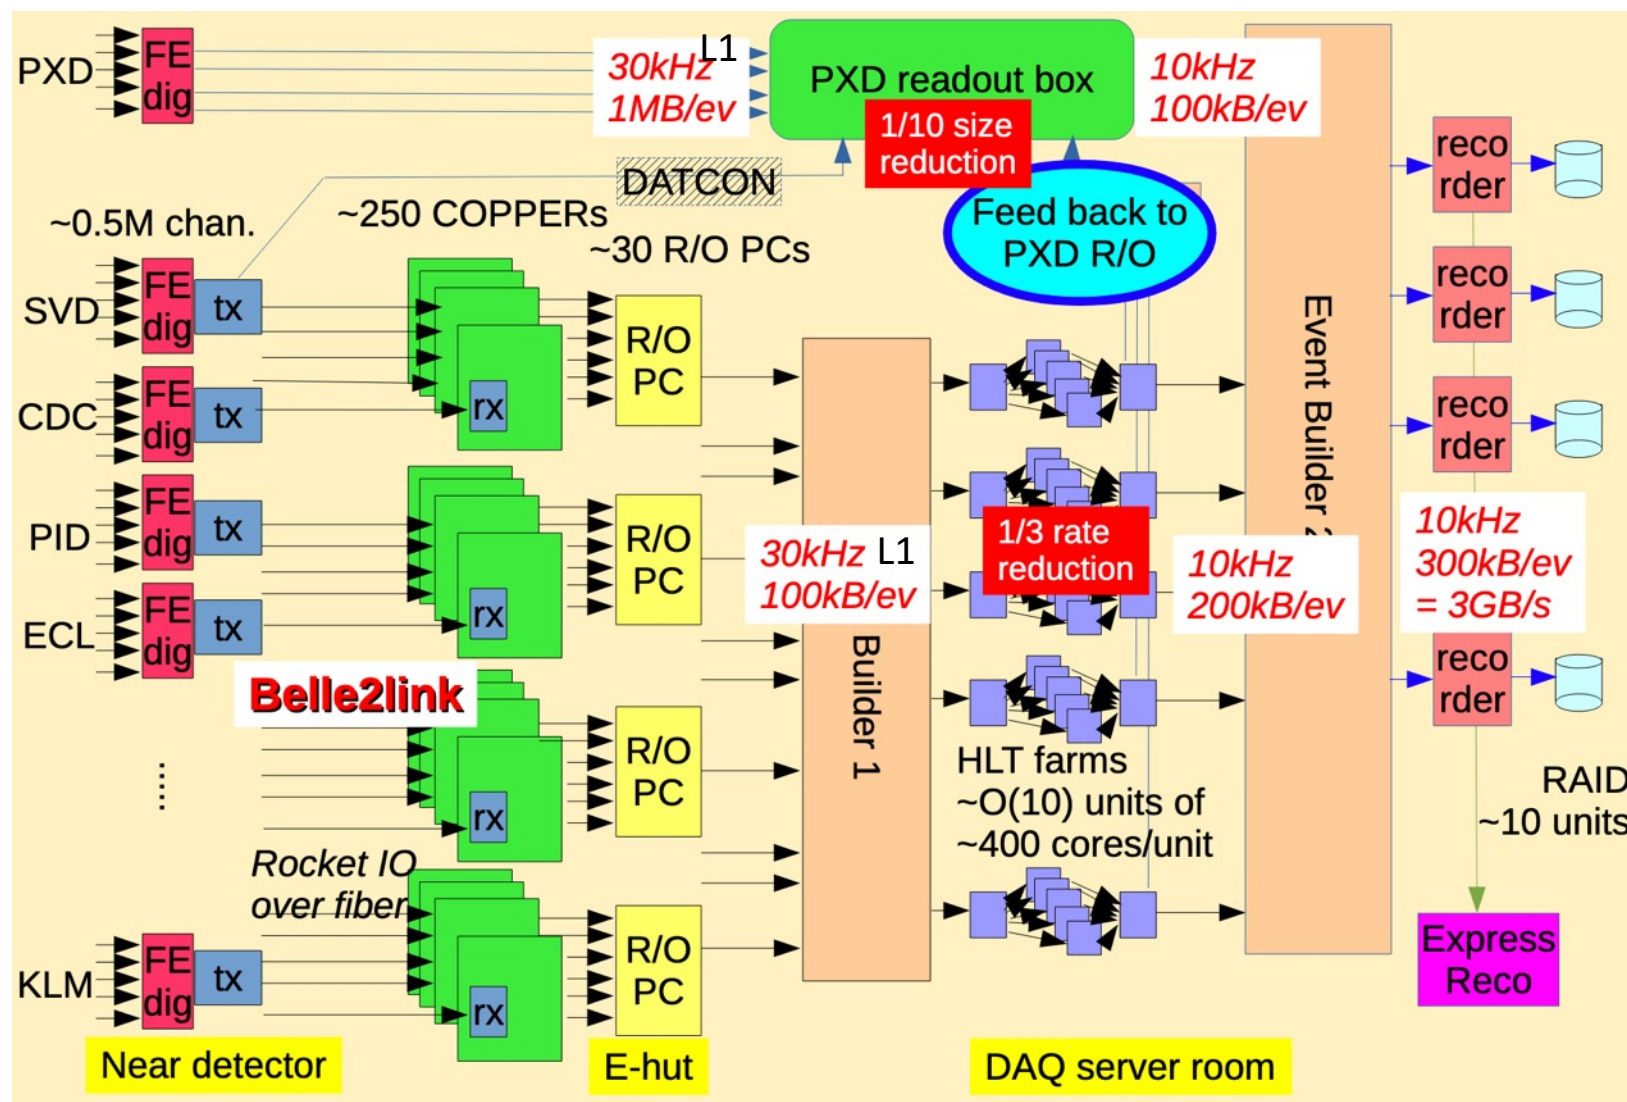 PXD
FE
dig
30kHz
L1
1MB/ev
PXD readout box
1/10 size
reduction
10kHz
100kB/ev
DATCON
Feed back to
PXD R/O
~0.5M chan.
~250 COPPERs
~30 R/O PCs
SVD
FE
dig
tx
CDC
FE
dig
tx
rx
R/O
PC
PID
FE
dig
tx
ECL
FE
dig
tx
rx
R/O
PC
30kHz L1
100kB/ev
Builder 1
1/3 rate
reduction
10kHz
200kB/ev
Event Builder 2
reco
rder
reco
rder
reco
rder
10kHz
300kB/ev
= 3GB/s
reco
rder
Belle2link
rx
R/O
PC
.....
HLT farms
~O(10) units of
~400 cores/unit
RAID
~10 units
Rocket IO
over fiber
KLM
FE
dig
tx
rx
R/O
PC
Express
Reco
Near detector
E-hut
DAQ server room